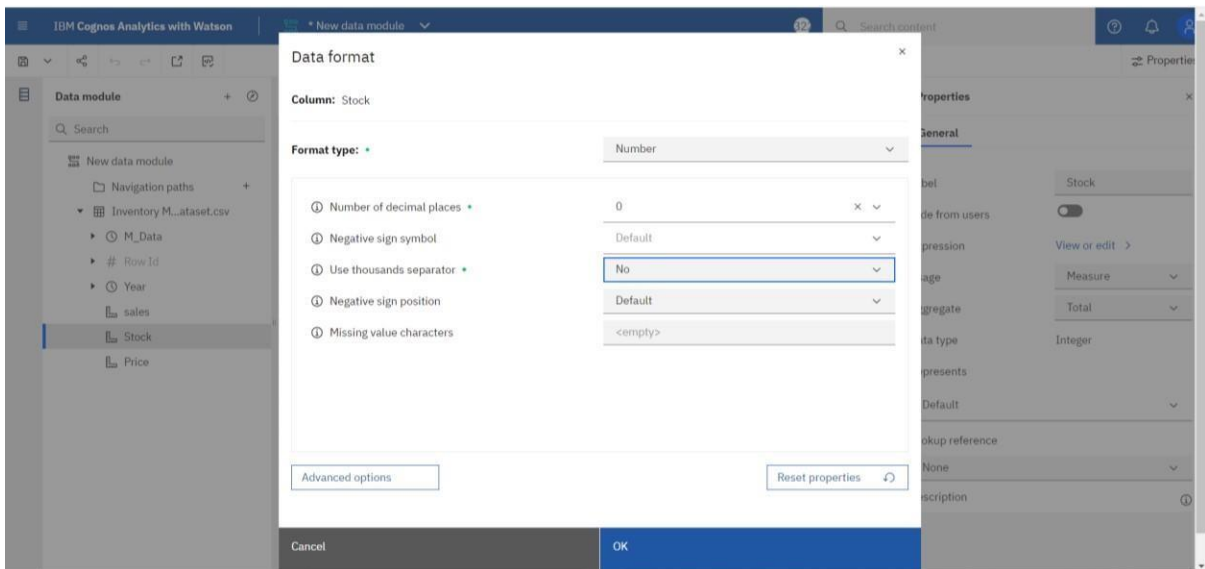 IBM Cognos Analytics with Watson
* New data module
32
Search content
Propertie
Data module
Search
New data module
Navigation paths
Inventory M...ataset.csv
M_Data
# Row Id
Year
sales
Stock
Price
Data format
Column: Stock
Format type:
Number
Number of decimal places
0
Negative sign symbol
Default
Use thousands separator
No
Negative sign position
Default
Missing value characters
<empty>
Advanced options
Reset properties
Cancel
OK
roperties
General
bel
Stock
de from users
pression
View or edit >
age
Measure
gregate
Total
ta type
Integer
presents
Default
okup reference
None
scription